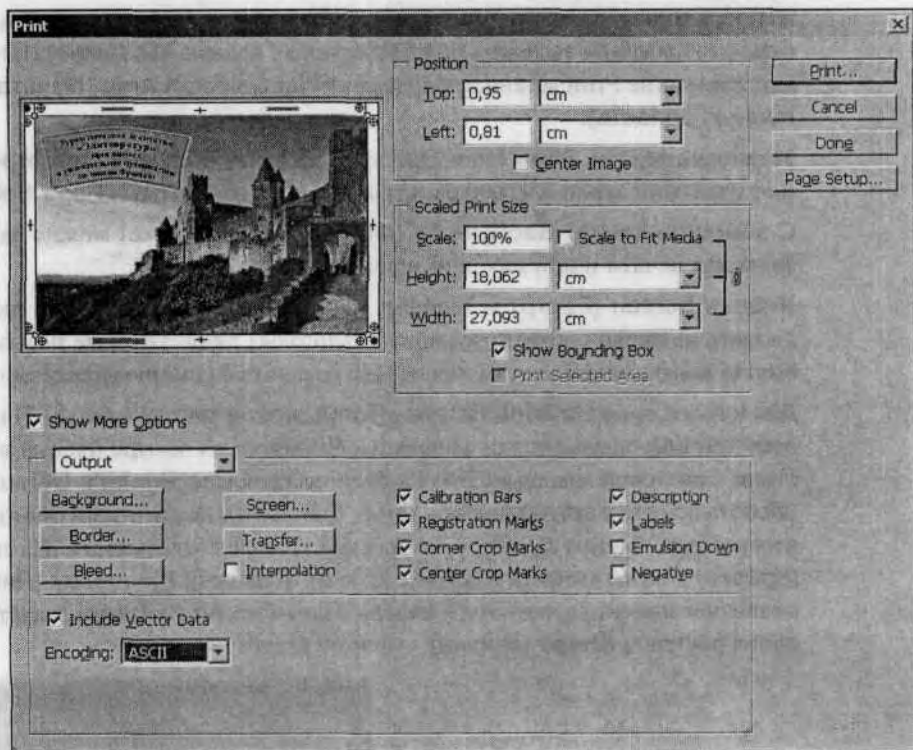 Print
Position
Top: 0,95 cm
Left: 0,81 cm
Center Image
Print...
Cancel
Done
Page Setup...
Scaled Print Size
Scale: 100% Scale to Fit Media
Height: 18,062 cm
Width: 27,093 cm
Show Bounding Box
Print Selected Area
Show More Options
Output
Background...
Border...
Bleed...
Screen...
Transfer...
Interpolation
Calibration Bars
Registration Marks
Corner Crop Marks
Center Crop Marks
Description
Labels
Emulsion Down
Negative
Include Vector Data
Encoding: ASCII